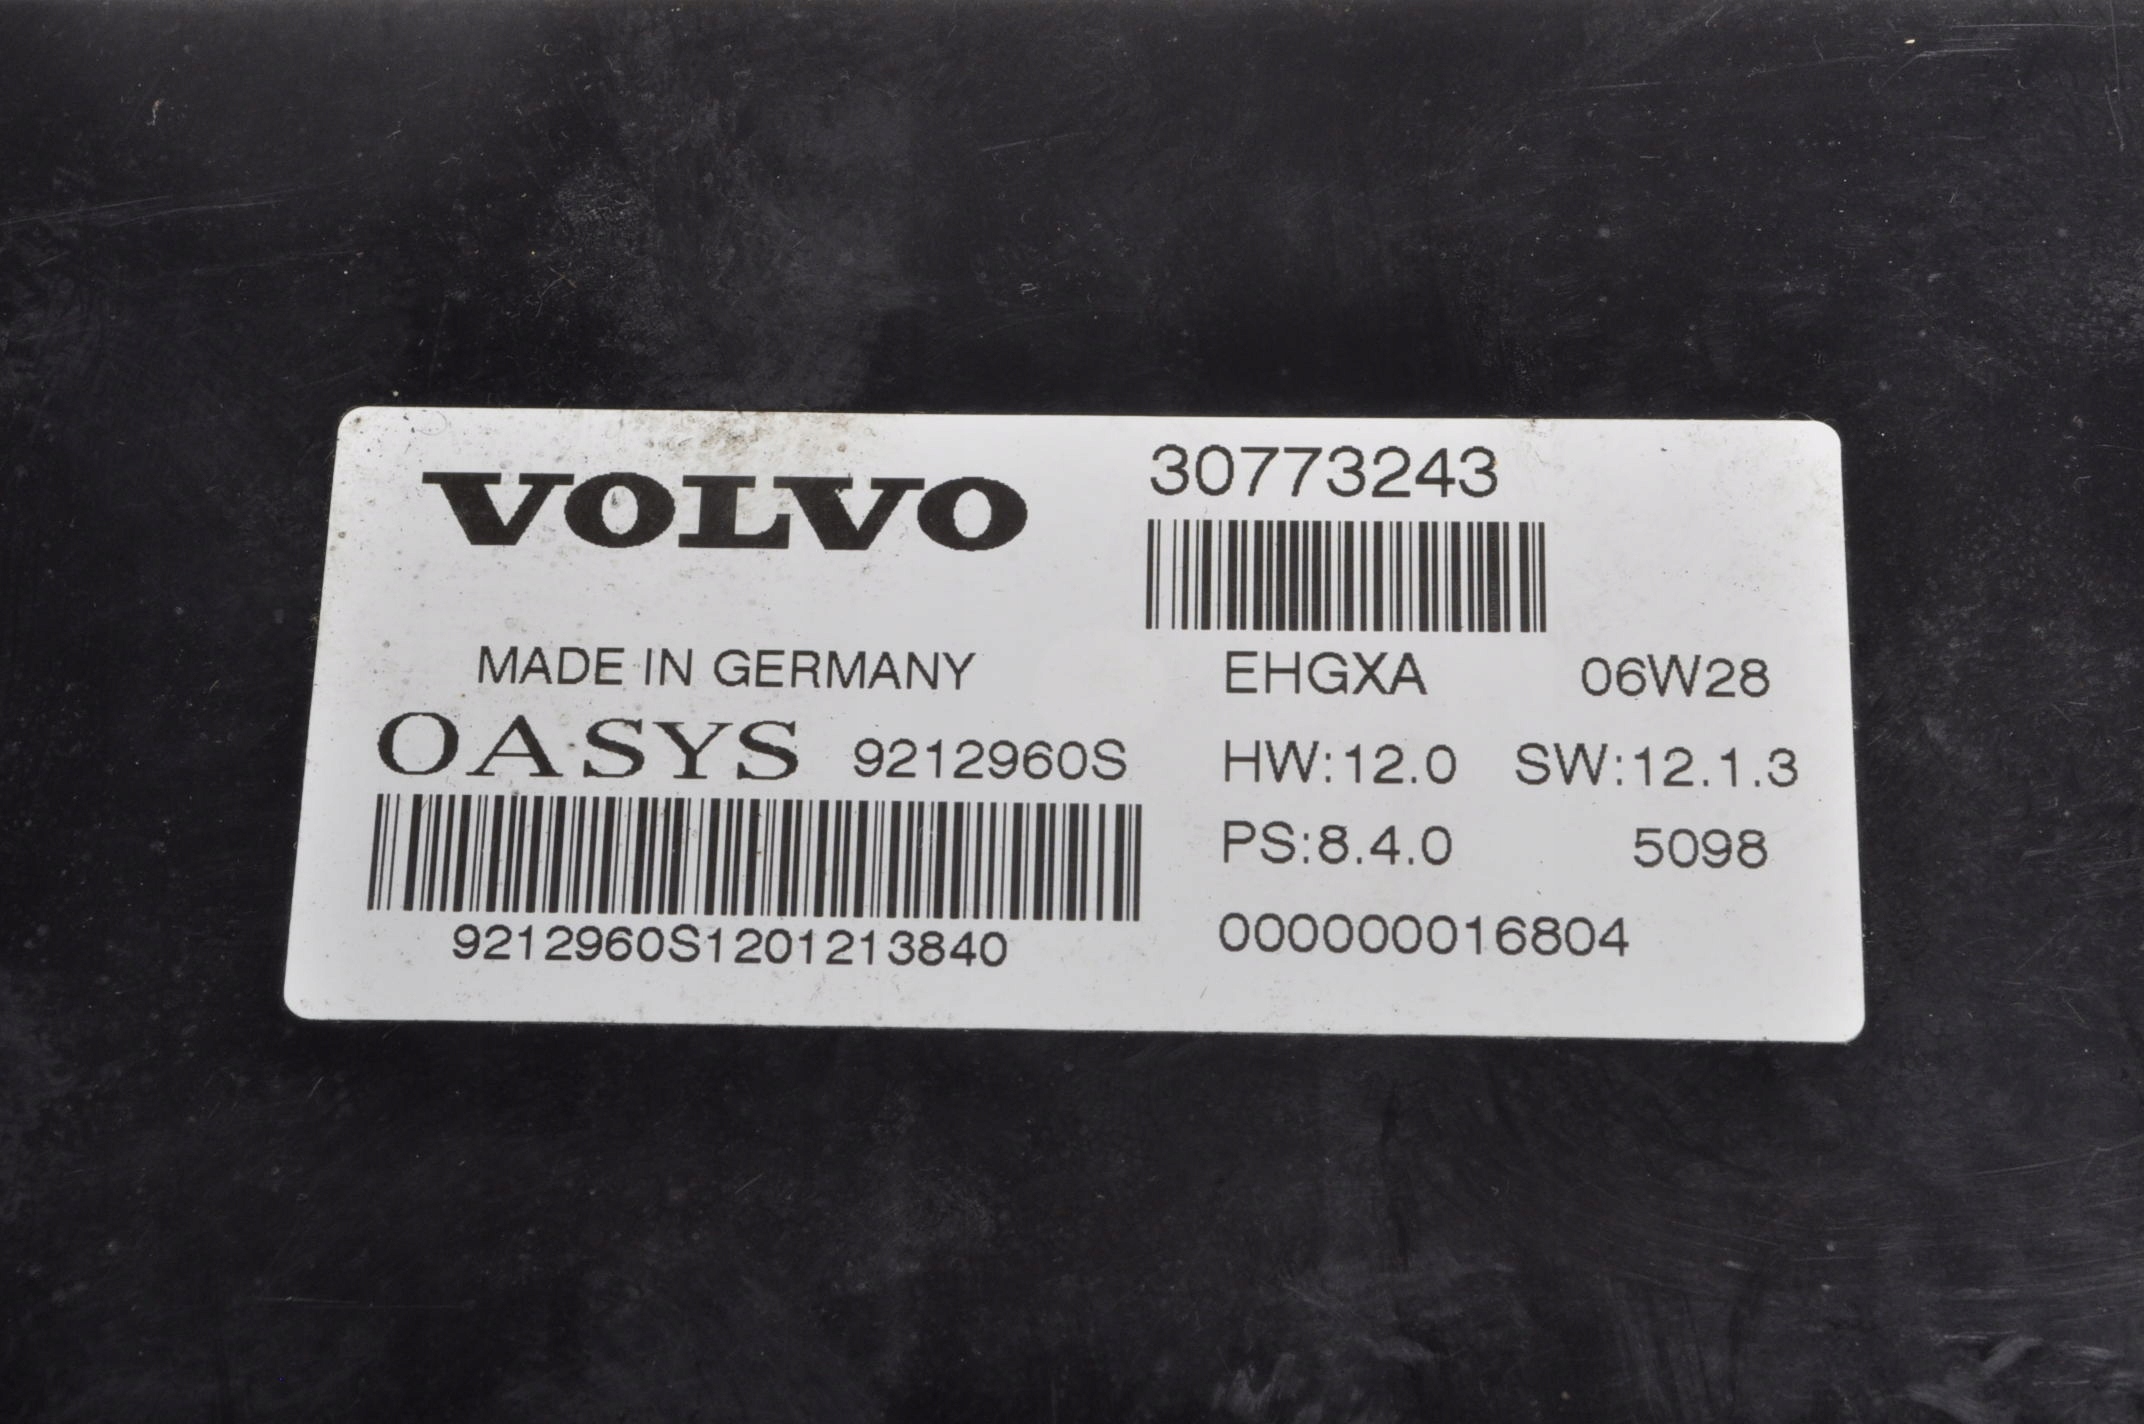 VOLVO
MADE IN GERMANY
OASYS 9212960S
9212960S1201213840
30773243
EHGXA 06W28
HW:12.0 SW:12.1.3
PS:8.4.0 5098
000000016804